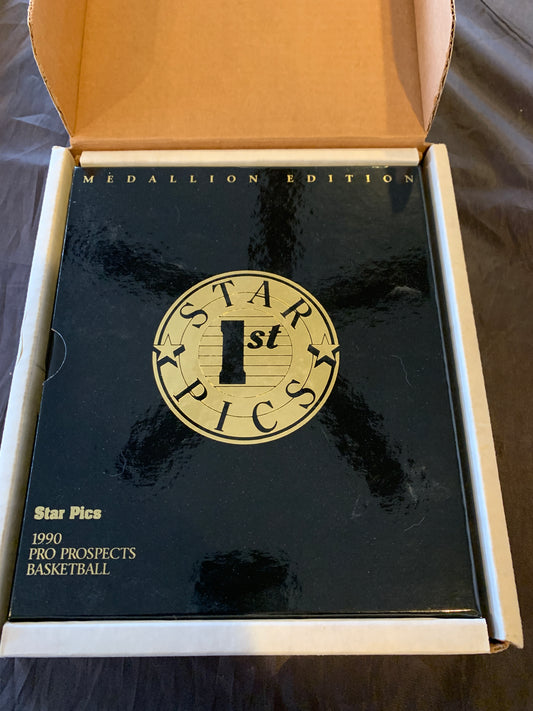 MEDALLION EDITION
STAR
1st
PICS
Star Pics
1990
PRO PROSPECTS
BASKETBALL